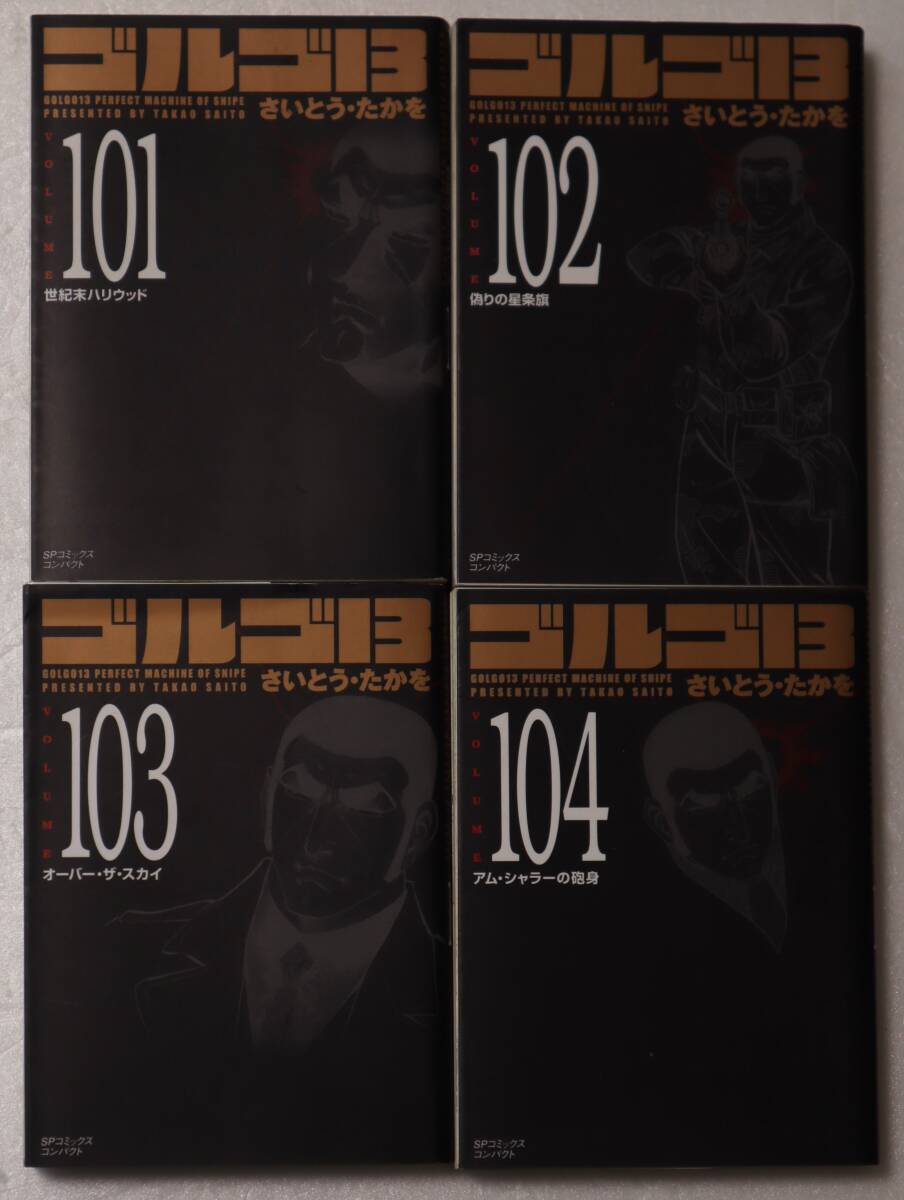 ゴルゴ13
GOLGO13 PERFECT MACHINE OF SNIPE
PRESENTED BY TAKAO SAITO
さいとう・たかを
VOLUME
101
世紀末ハリウッド
SPコミックス
コンパクト
ゴルゴ13
GOLGO13 PERFECT MACHINE OF SNIPE
PRESENTED BY TAKAO SAITO
さいとう・たかを
VOLUME
102
偽りの星条旗
SPコミックス
コンパクト
ゴルゴ13
GOLGO13 PERFECT MACHINE OF SNIPE
PRESENTED BY TAKAO SAITO
さいとう・たかを
VOLUME
103
オーバー・ザ・スカイ
SPコミックス
コンパクト
ゴルゴ13
GOLGO13 PERFECT MACHINE OF SNIPE
PRESENTED BY TAKAO SAITO
さいとう・たかを
VOLUME
104
アム・シャラーの砲身
SPコミックス
コンパクト